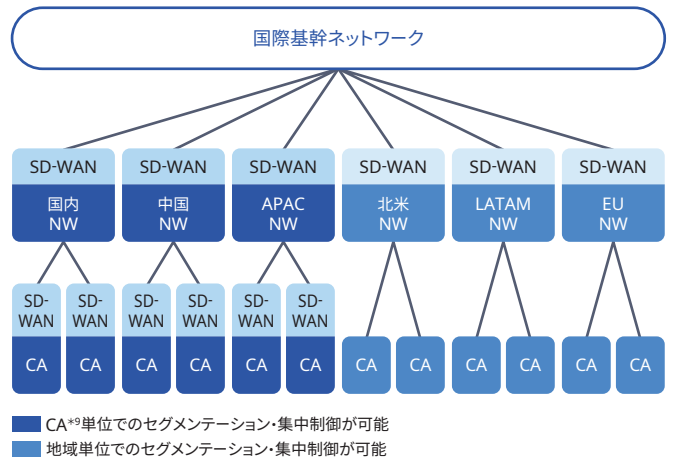 国際基幹ネットワーク
SD-WAN SD-WAN SD-WAN SD-WAN SD-WAN SD-WAN
国内 中国 APAC 北米 LATAM EU
NW NW NW NW NW NW
SD- SD- SD- SD- SD- SD-
WAN WAN WAN WAN WAN WAN
CA CA CA CA CA CA CA CA CA CA CA CA
CA*9単位でのセグメンテーション・集中制御が可能
地域単位でのセグメンテーション・集中制御が可能